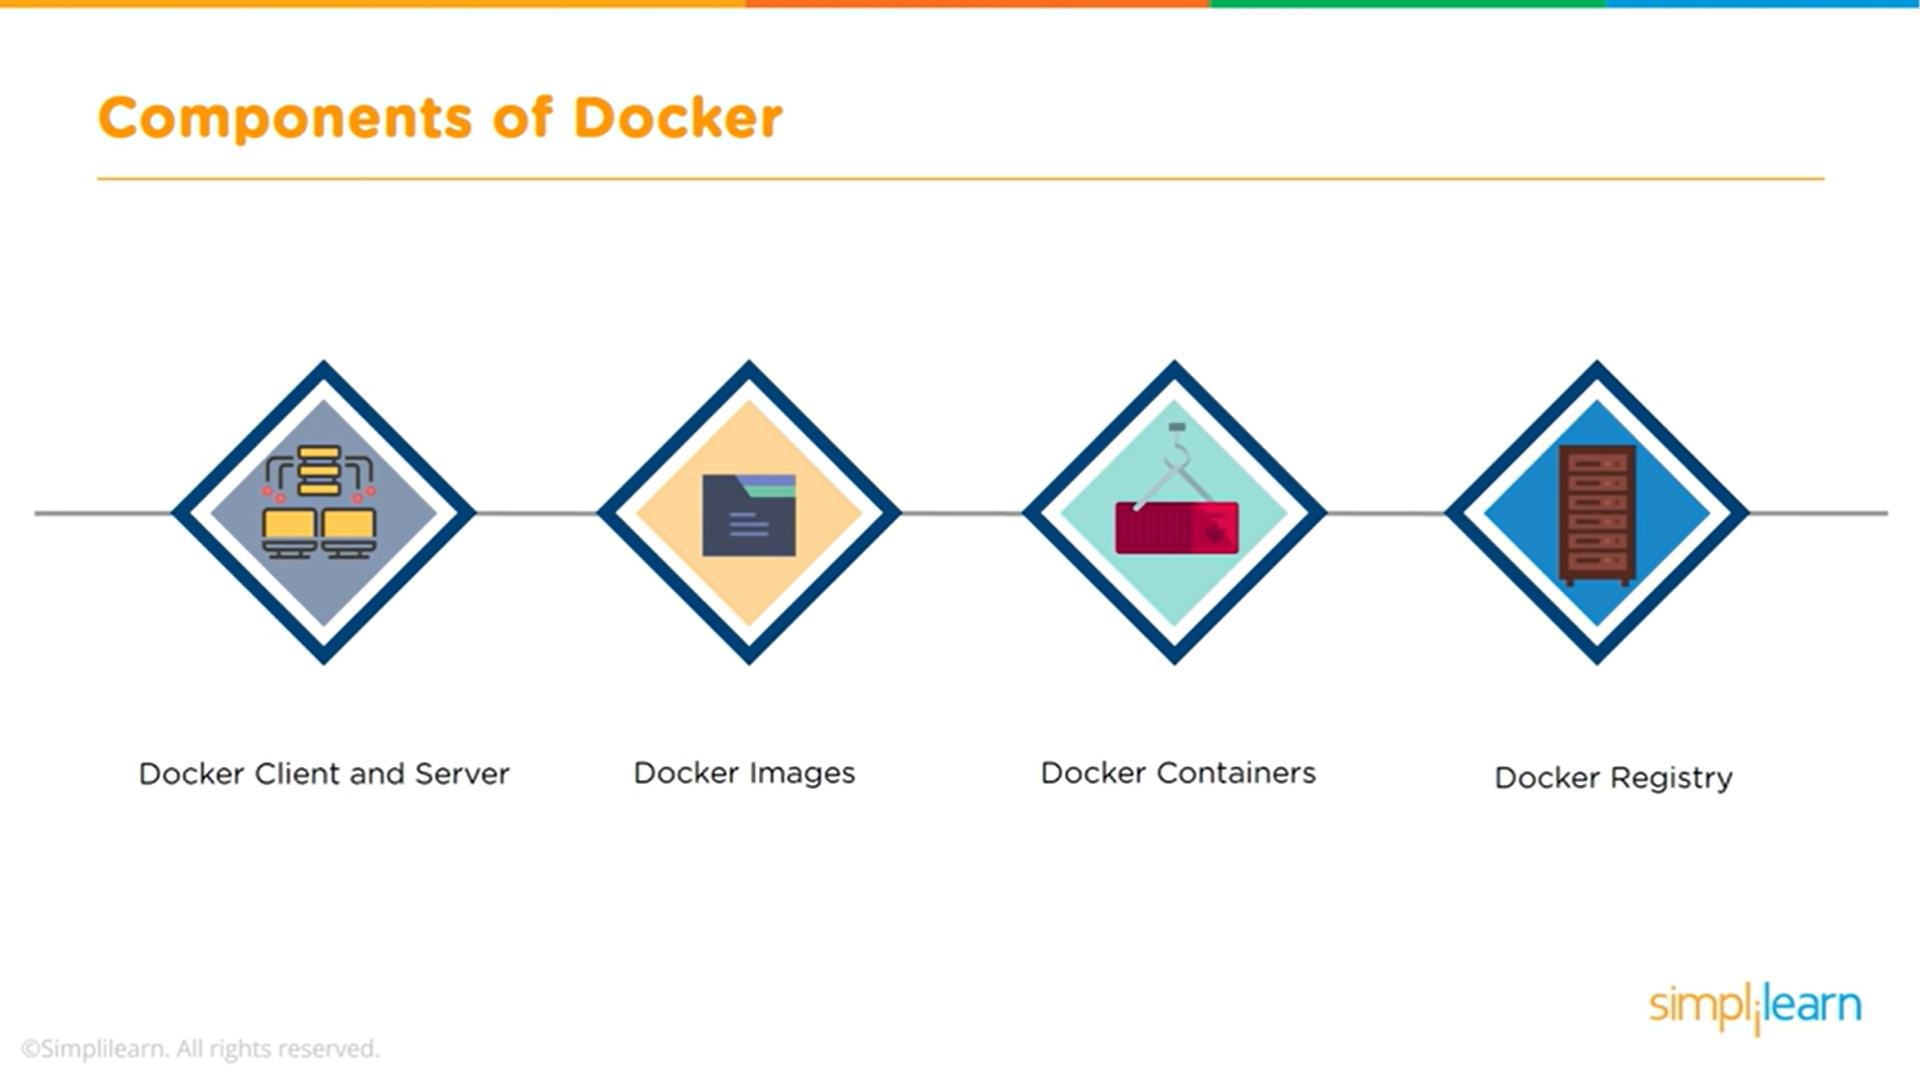 Components of Docker
Docker Client and Server
Docker Images
Docker Containers
Docker Registry
simplilearn
©Simplilearn. All rights reserved.